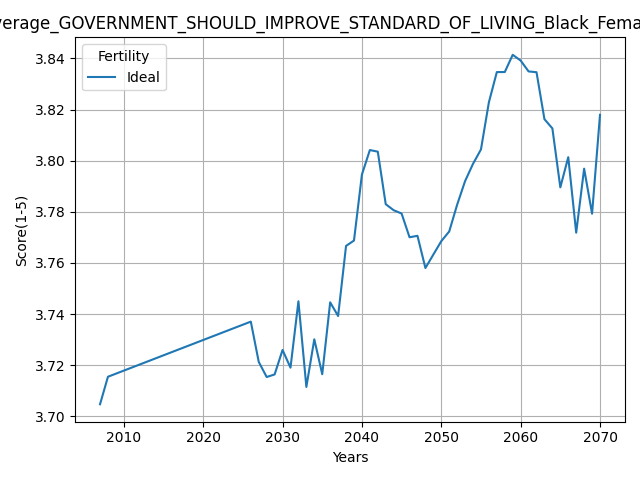 verage_GOVERNMENT_SHOULD_IMPROVE_STANDARD_OF_LIVING_Black_Fema
Fertility
Ideal
3.84
3.82
3.80
3.78
3.76
3.74
3.72
3.70
Score(1-5)
2010 2020 2030 2040 2050 2060 2070
Years